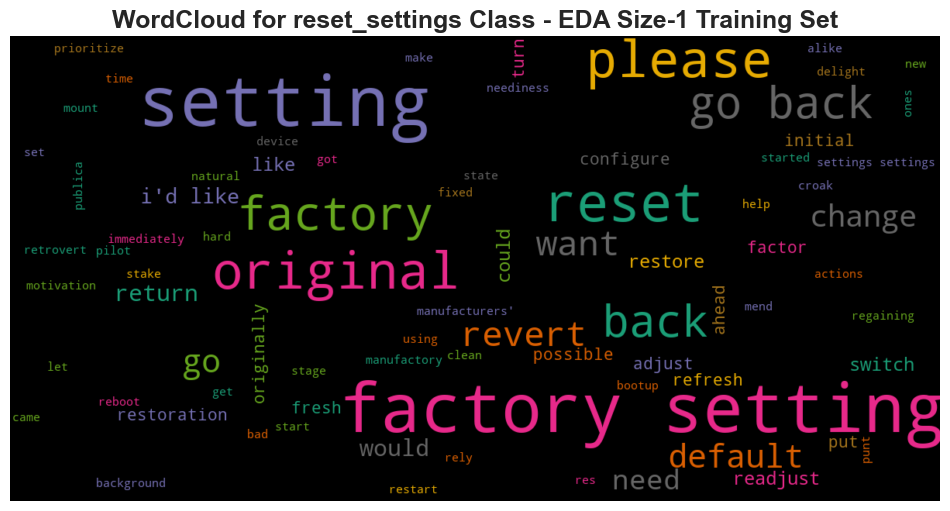 WordCloud for reset_settings Class - EDA Size-1 Training Set
prioritize
make
turn
please
alike
new
time
neediness
delight
setting
go back
ones
mount
device
initial
set
like
got
configure
started
settings settings
publica
natural
state
i'd like
fixed
reset
croak
factory
help
change
immediately
hard
could
want
factor
retrovert
pilot
stake
original
restore
actions
motivation
return
ahead
manufacturers'
mend
regaining
originally
using
revert
back
go
manufactory
clean
possible
adjust
switch
let
stage
refresh
bootup
reboot
get
fresh
factory setting
came
restoration
start
bad
would
default
put
punt
rely
need
readjust
res
background
restart